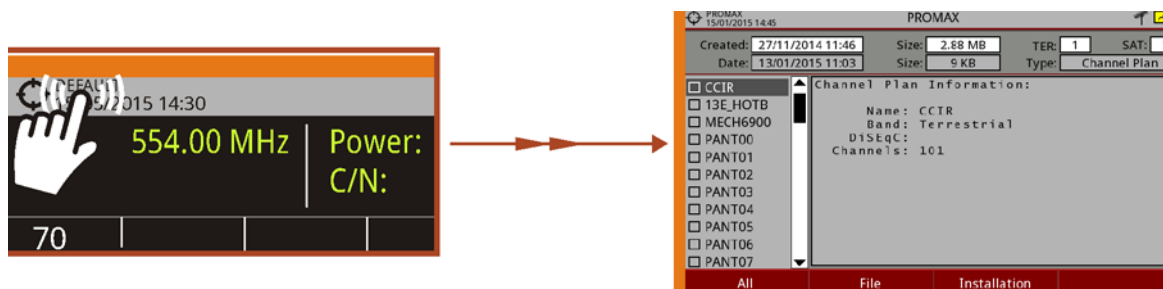 DEFAULT
2015 14:30
554.00 MHz
Power:
C/N:
70
PROMAX
15/01/2015 14:45
PROMAX
Created: 27/11/2014 11:46 Size: 2.88 MB TER: 1 SAT:
Date: 13/01/2015 11:03 Size: 9 KB Type: Channel Plan
CCIR
13E_HOTB
MECH6900
PANT00
PANT01
PANT02
PANT03
PANT04
PANT05
PANT06
PANT07
Channel Plan Information:
Name: CCIR
Band: Terrestrial
DiSEqC:
Channels: 101
All File Installation